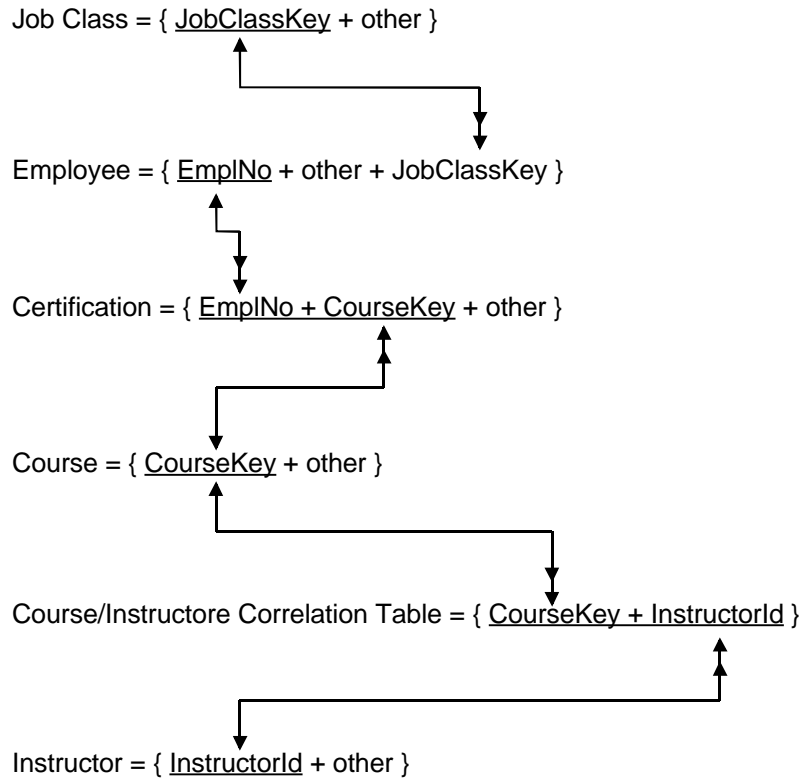 Job Class = { JobClassKey + other }
Employee = { EmplNo + other + JobClassKey }
Certification = { EmplNo + CourseKey + other }
Course = { CourseKey + other }
Course/Instructore Correlation Table = { CourseKey + InstructorId }
Instructor = { InstructorId + other }